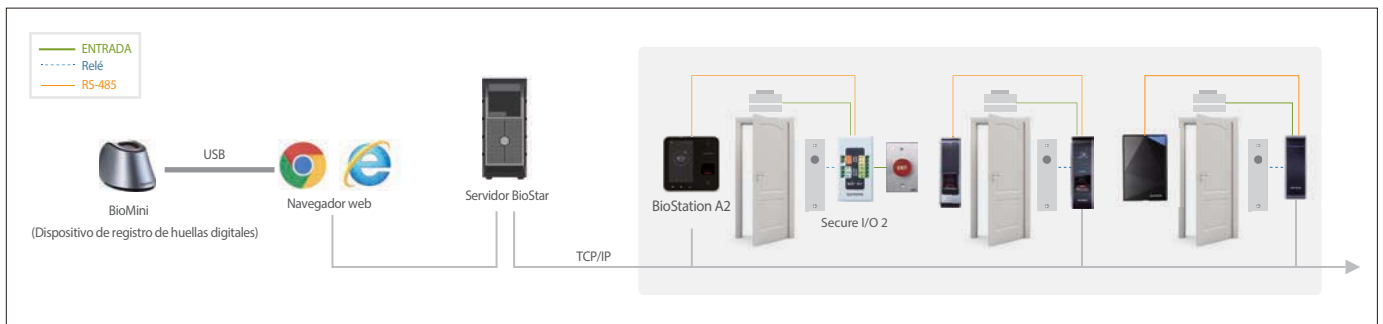 ENTRADA
Relé
RS-485
USB
BioMini
(Dispositivo de registro de huellas digitales)
Navegador web
Servidor BioStar
TCP/IP
BioStation A2
Secure I/O 2
EXIT